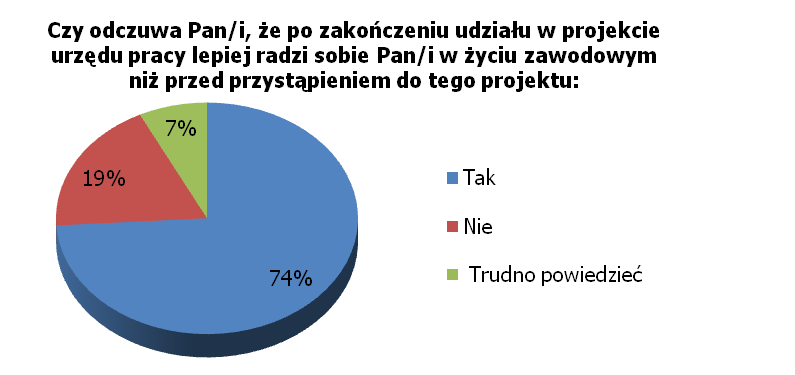 Czy odczuwa Pan/i, że po zakończeniu udziału w projekcie
urzędu pracy lepiej radzi sobie Pan/i w życiu zawodowym
niż przed przystąpieniem do tego projektu:
7%
19%
74%
Tak
Nie
Trudno powiedzieć